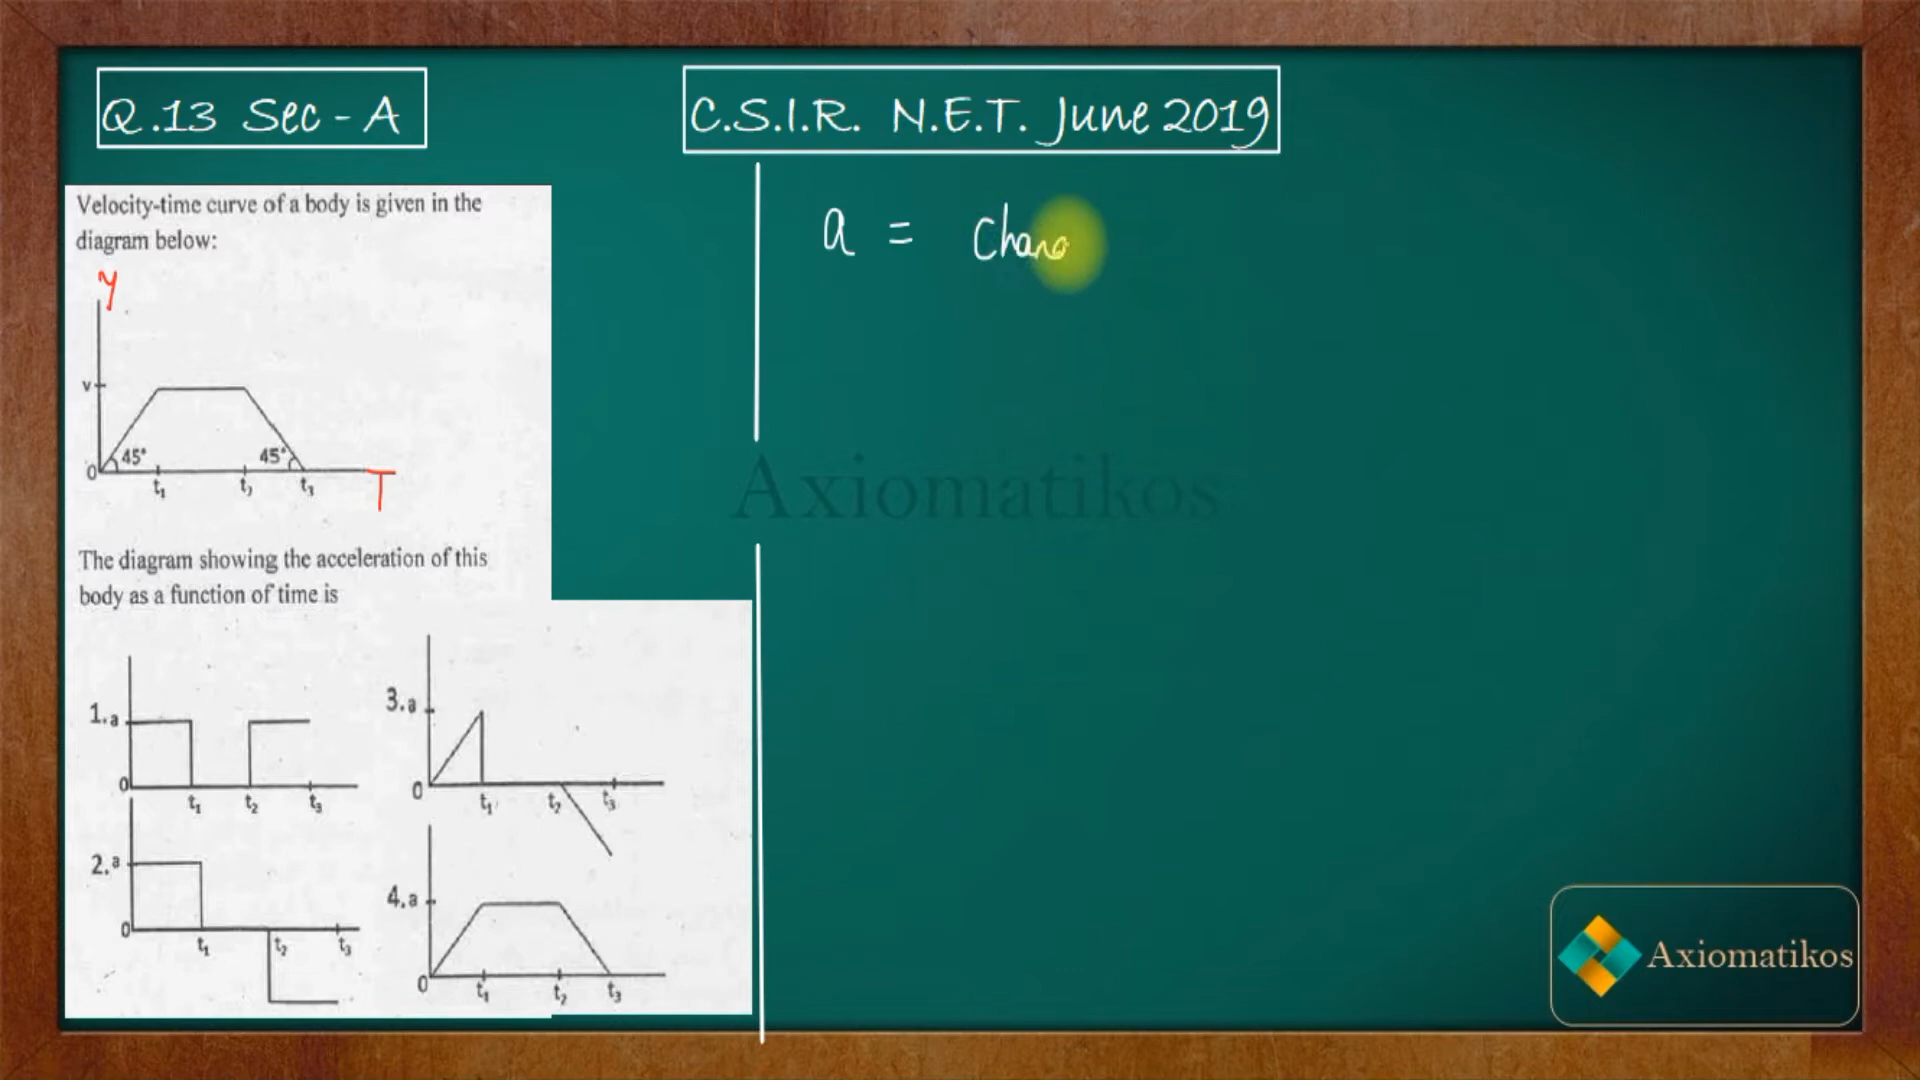 Q.13 Sec - A
C.S.I.R. N.E.T. June 2019
Velocity-time curve of a body is given in the
diagram below:
Y
v
0
45°
45°
t₁
t₂
t₃
T
The diagram showing the acceleration of this
body as a function of time is
1. a
0
t₁
t₂
t₃
2. a
0
t₁
t₂
t₃
3. a
0
t₁
t₂
t₃
4. a
0
t₁
t₂
t₃
a = Chan
Axiomatikos
Axiomatikos